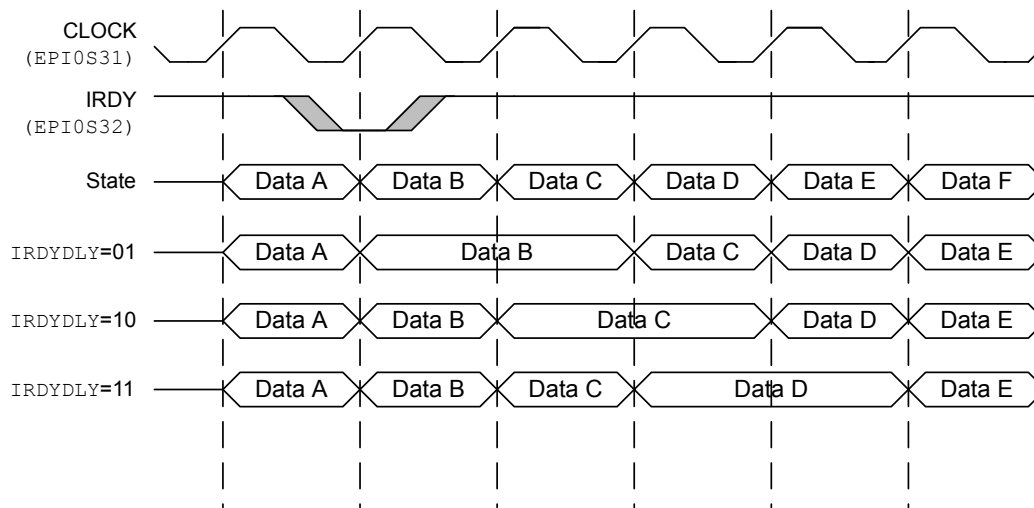 CLOCK
(EPI0S31)
IRDY
(EPI0S32)
State Data A Data B Data C Data D Data E Data F
IRDYDLY=01 Data A Data B Data C Data D Data E
IRDYDLY=10 Data A Data B Data C Data D Data E
IRDYDLY=11 Data A Data B Data C Data D Data E